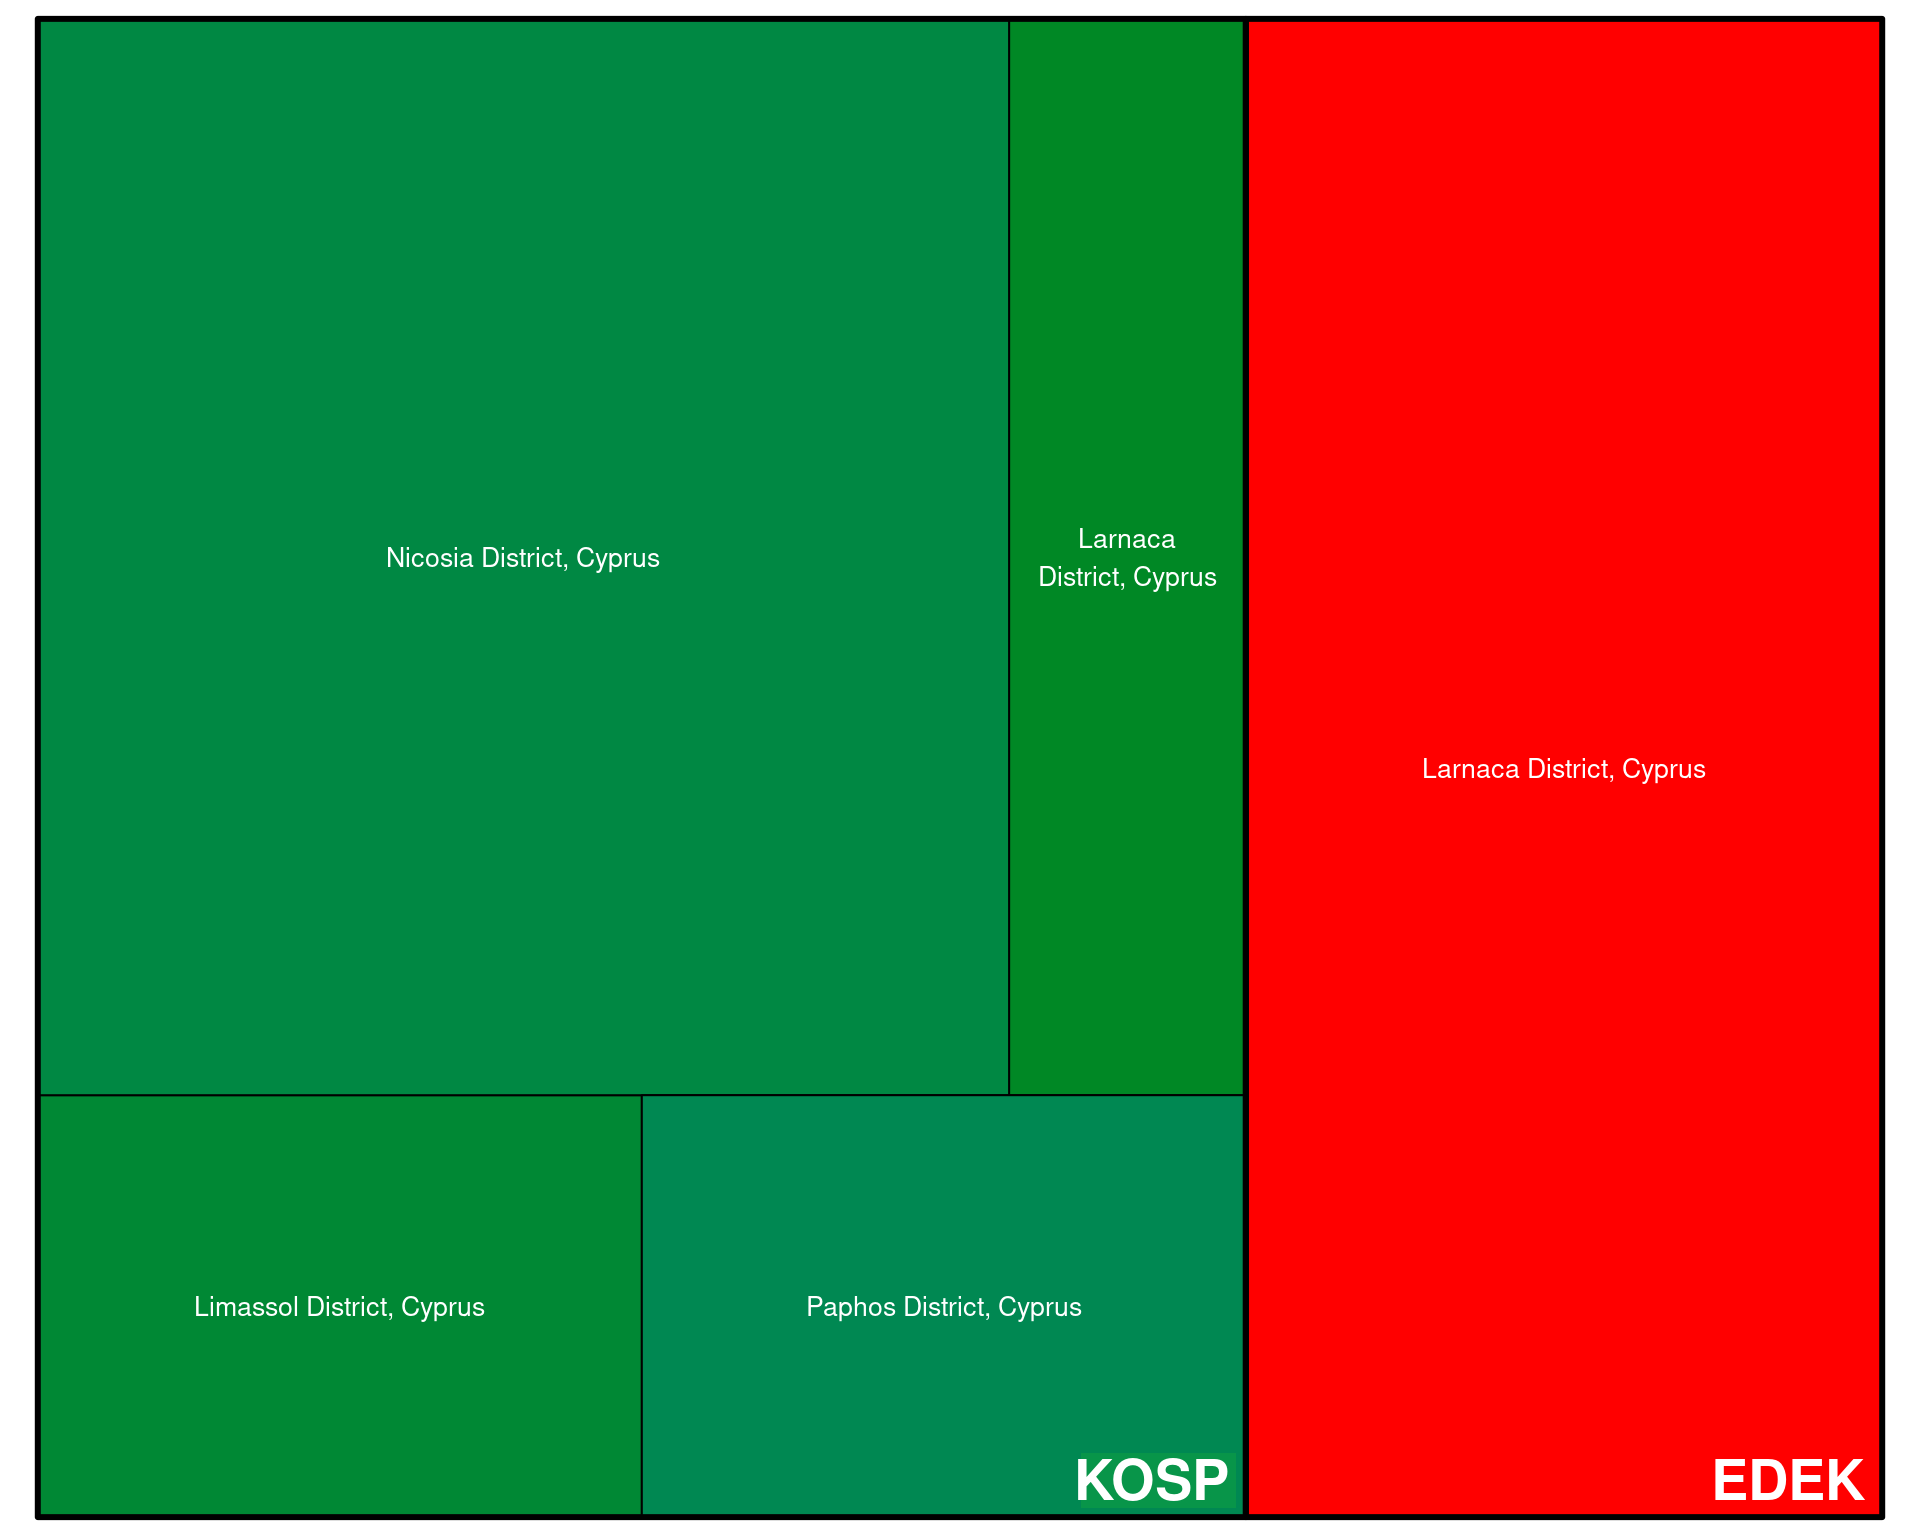 Nicosia District, Cyprus
Larnaca
District, Cyprus
Larnaca District, Cyprus
Limassol District, Cyprus
Paphos District, Cyprus
KOSP
EDEK